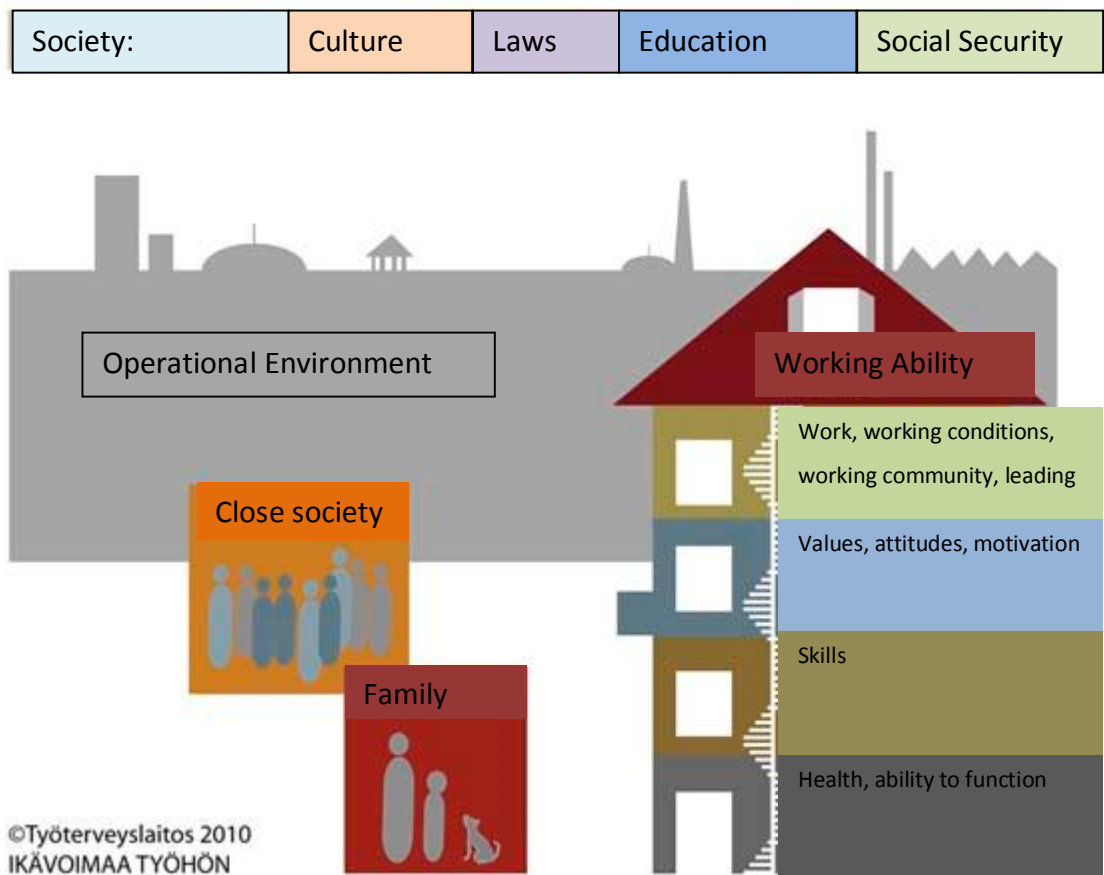 Society: Culture Laws Education Social Security
Operational Environment
Working Ability
Work, working conditions,
working community, leading
Values, attitudes, motivation
Close society
Skills
Family
Health, ability to function
©Työterveyslaitos 2010
IKÄVOIMAA TYÖHÖN